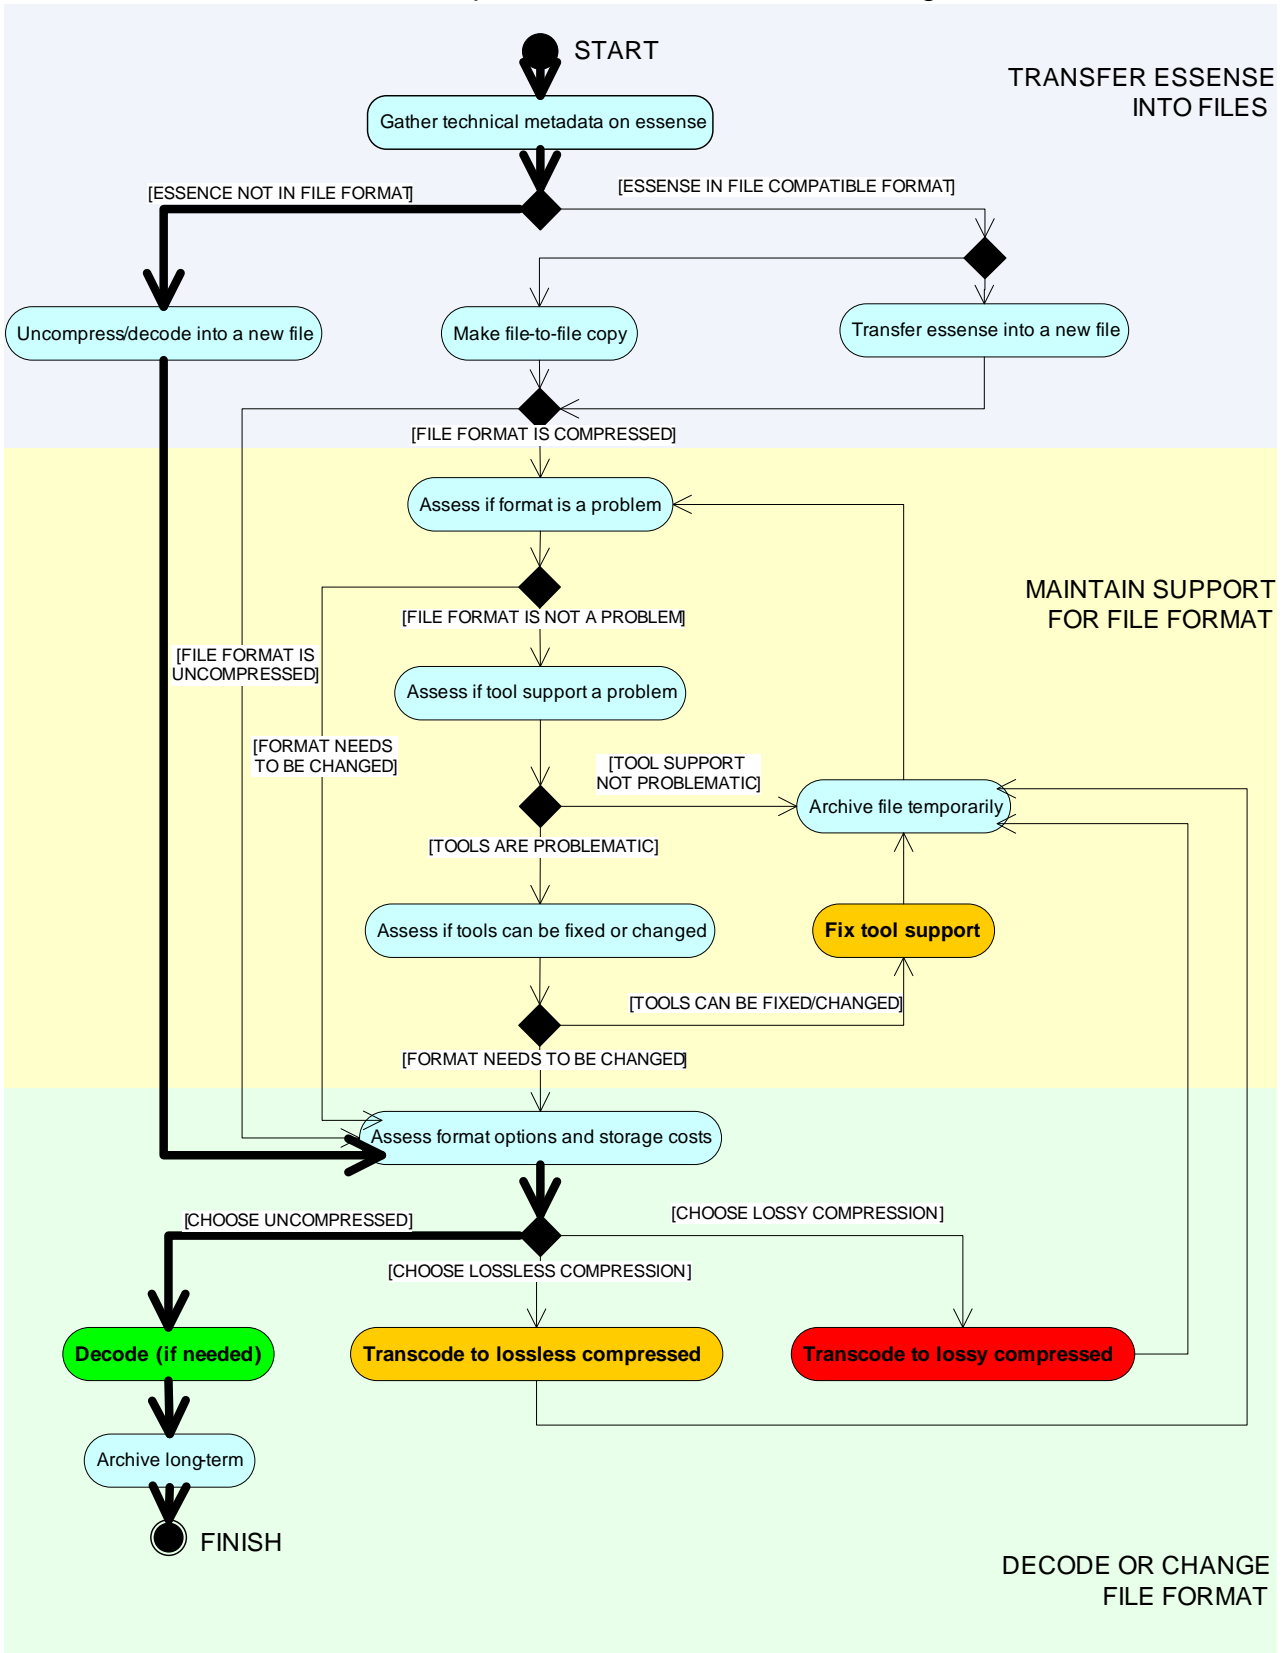 START
TRANSFER ESSENSE
INTO FILES
Gather technical metadata on essense
[ESSENCE NOT IN FILE FORMAT]
[ESSENSE IN FILE COMPATIBLE FORMAT]
Uncompress/decode into a new file
Make file-to-file copy
Transfer essense into a new file
[FILE FORMAT IS COMPRESSED]
Assess if format is a problem
MAINTAIN SUPPORT
FOR FILE FORMAT
[FILE FORMAT IS NOT A PROBLEM]
[FILE FORMAT IS
UNCOMPRESSED]
Assess if tool support a problem
[FORMAT NEEDS
TO BE CHANGED]
[TOOL SUPPORT
NOT PROBLEMATIC]
Archive file temporarily
[TOOLS ARE PROBLEMATIC]
Assess if tools can be fixed or changed
Fix tool support
[TOOLS CAN BE FIXED/CHANGED]
[FORMAT NEEDS TO BE CHANGED]
Assess format options and storage costs
[CHOOSE UNCOMPRESSED]
[CHOOSE LOSSY COMPRESSION]
[CHOOSE LOSSLESS COMPRESSION]
Decode (if needed)
Transcode to lossless compressed
Transcode to lossy compressed
Archive long-term
FINISH
DECODE OR CHANGE
FILE FORMAT